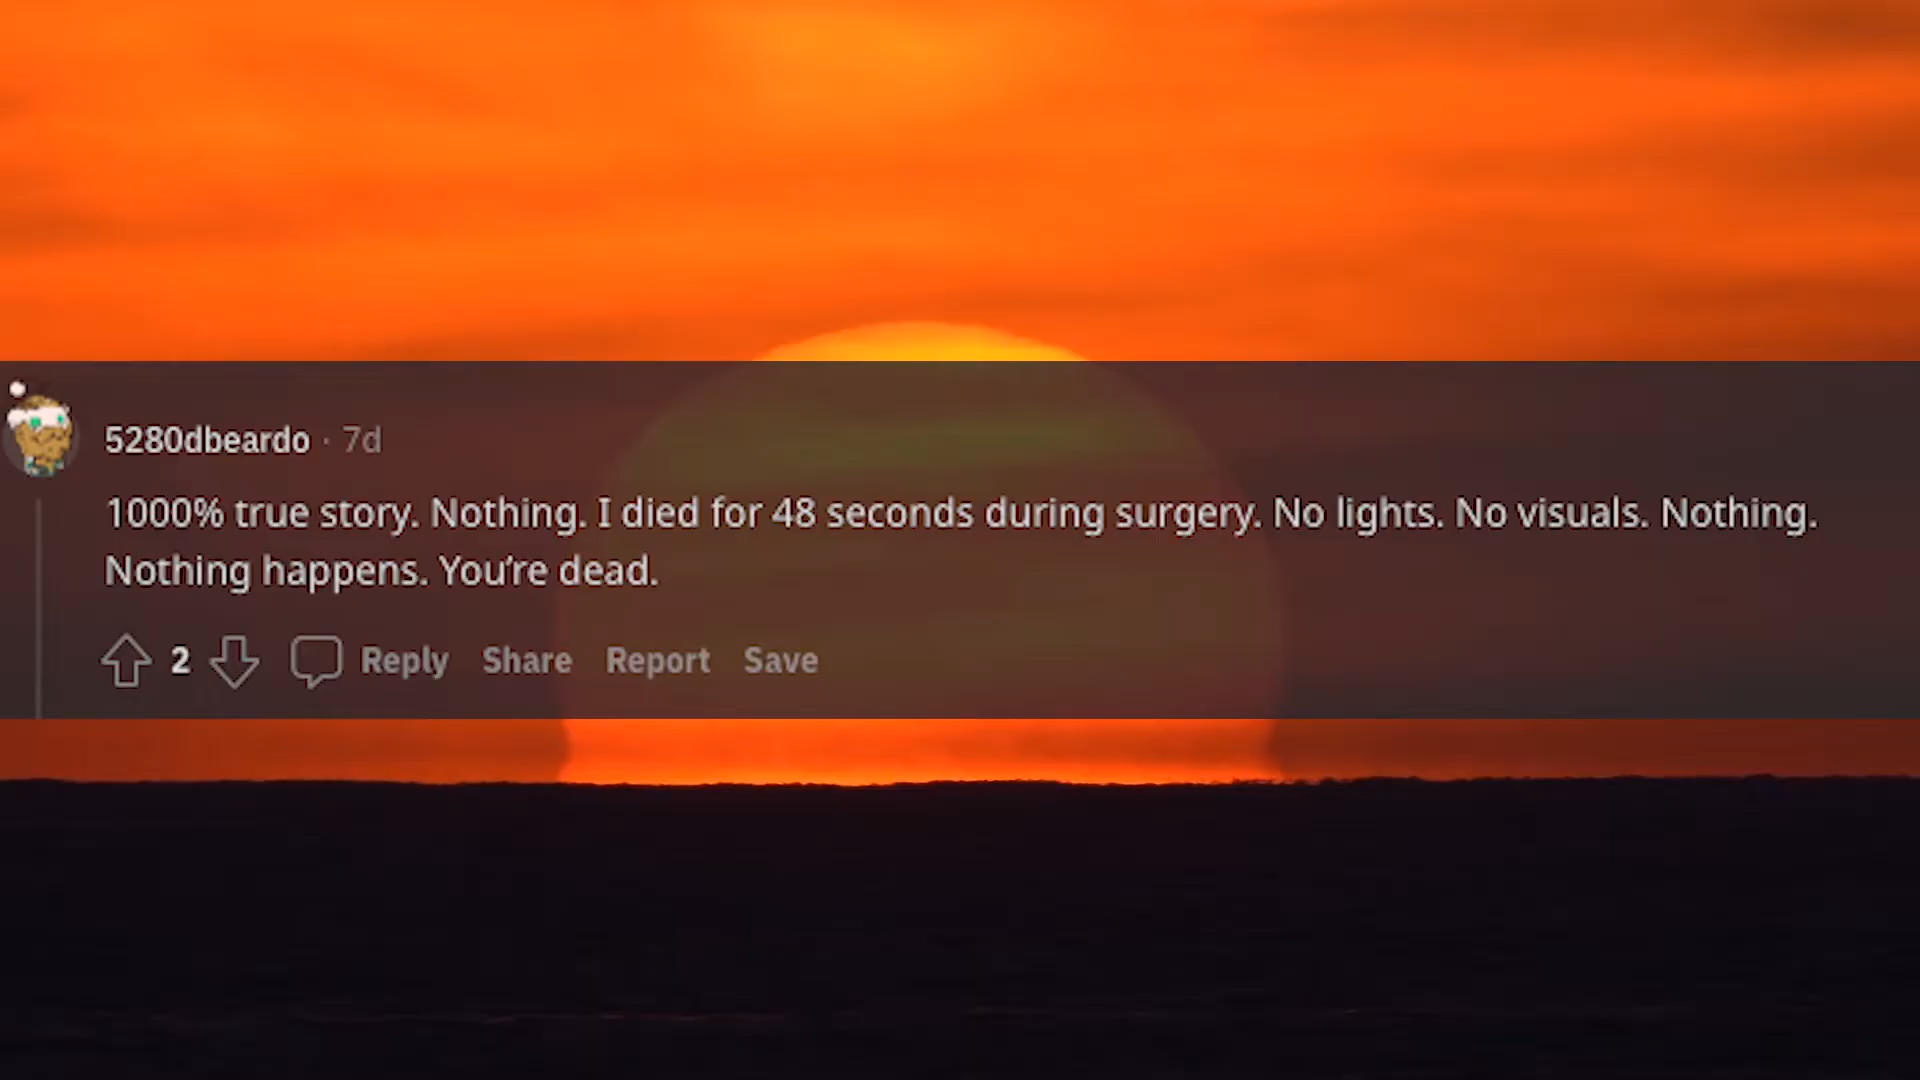 5280dbeardo · 7d
1000% true story. Nothing. I died for 48 seconds during surgery. No lights. No visuals. Nothing.
Nothing happens. You’re dead.
2 Reply Share Report Save